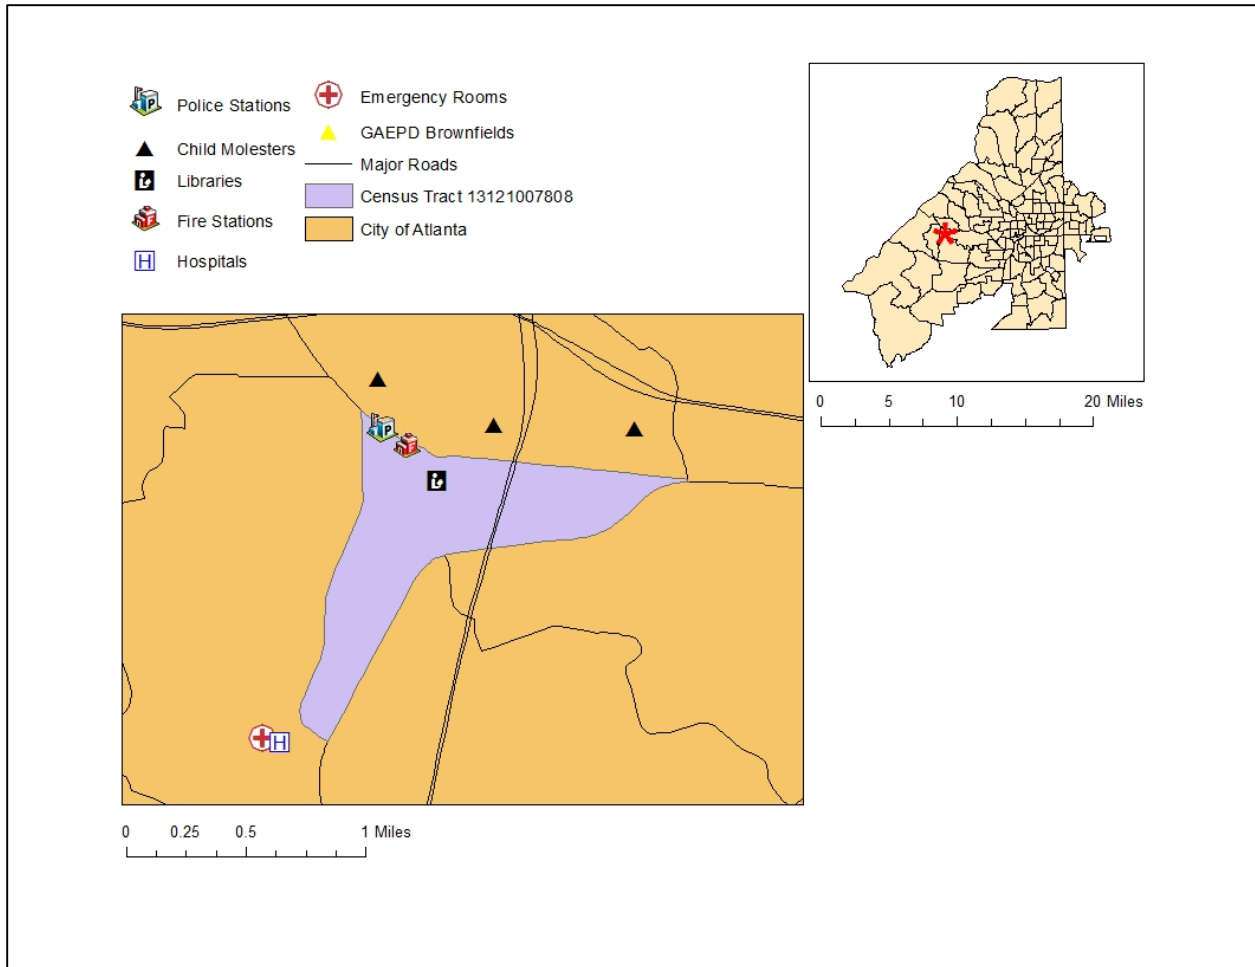 Police Stations
Child Molesters
Libraries
Fire Stations
H Hospitals
Emergency Rooms
GAEPD Brownfields
Major Roads
Census Tract 13121007808
City of Atlanta
0 5 10 20 Miles
P
F
H
0 0.25 0.5 1 Miles